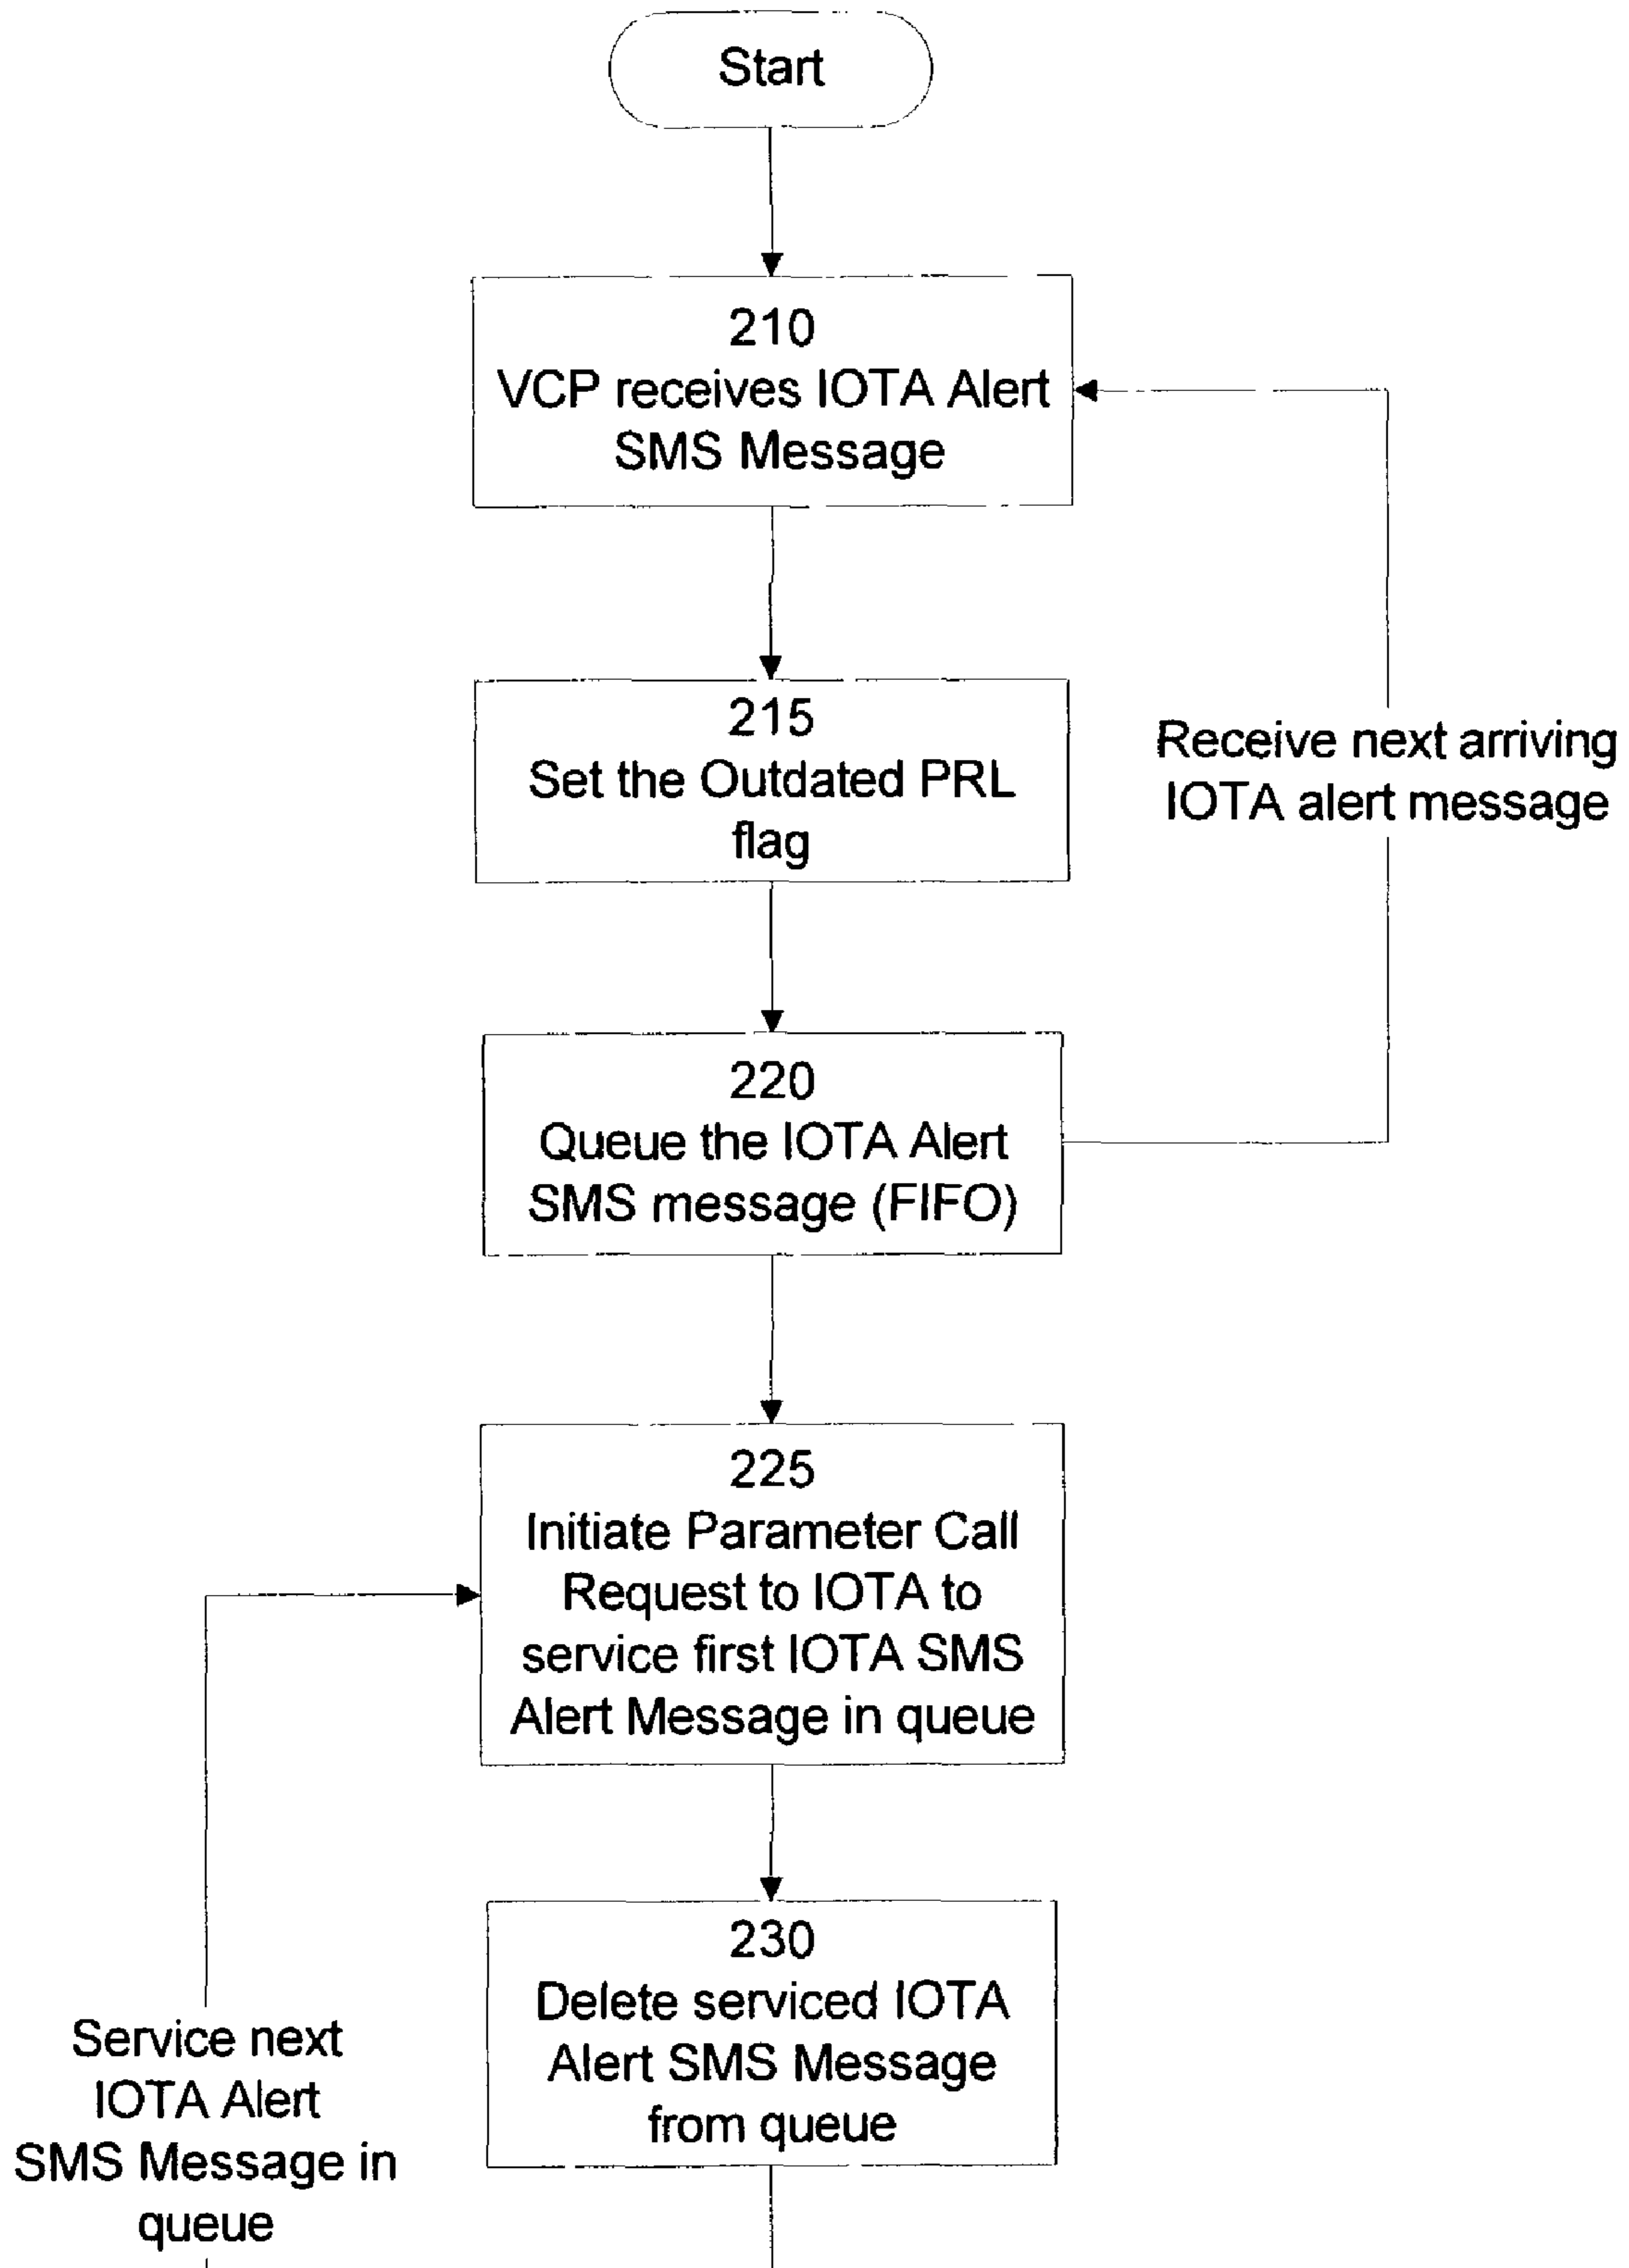 Start
210
VCP receives IOTA Alert
SMS Message
215
Set the Outdated PRL
flag
Receive next arriving
IOTA alert message
220
Queue the IOTA Alert
SMS message (FIFO)
225
Initiate Parameter Call
Request to IOTA to
service first IOTA SMS
Alert Message in queue
230
Delete serviced IOTA
Alert SMS Message
from queue
Service next
IOTA Alert
SMS Message in
queue